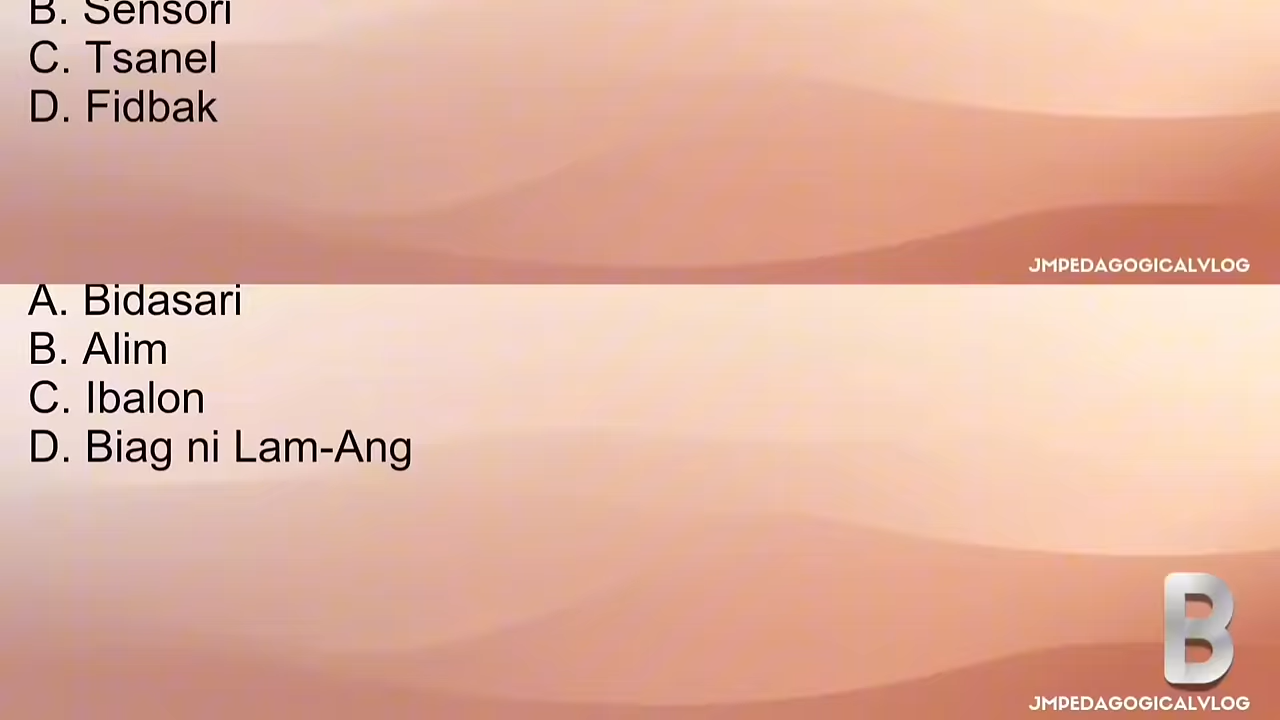 B. Sensori
C. Tsanel
D. Fidbak
JMPEDAGOGICALVLOG
A. Bidasari
B. Alim
C. Ibalon
D. Biag ni Lam-Ang
B
JMPEDAGOGICALVLOG